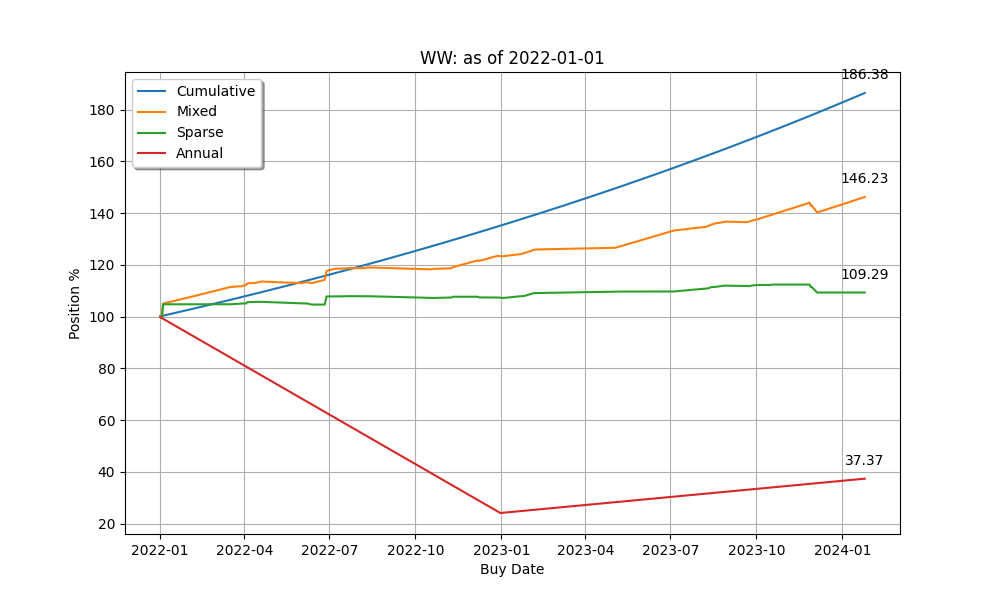 WW: as of 2022-01-01
186.38
Cumulative
Mixed
Sparse
Annual
146.23
109.29
37.37
Position %
180
160
140
120
100
80
60
40
20
2022-01 2022-04 2022-07 2022-10 2023-01 2023-04 2023-07 2023-10 2024-01
Buy Date